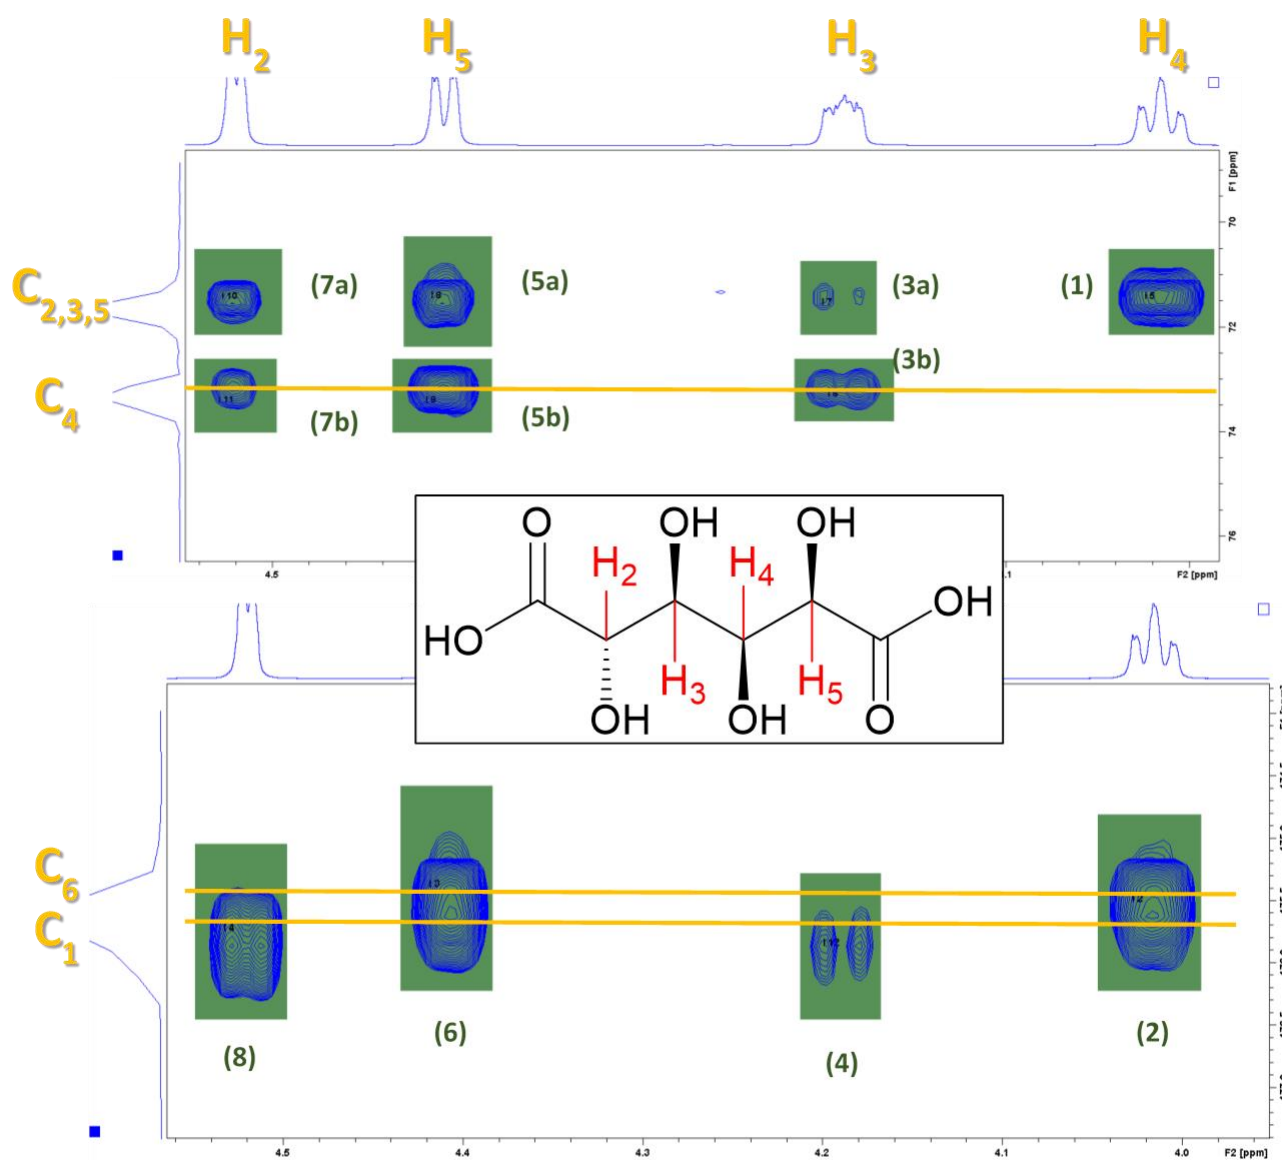 H2 H5 H3 H4
F1 [ppm]
70
C2,3,5 (7a) (5a) (3a) (1)
72
(3b)
C4
(7b) (5b)
74
76
4.5 F2 [ppm]
O OH OH
H2 H4
HO OH
H3 H5
OH OH O
C6
C1
(8) (6) (4) (2)
4.5 4.4 4.3 4.2 4.1 4.0 F2 [ppm]